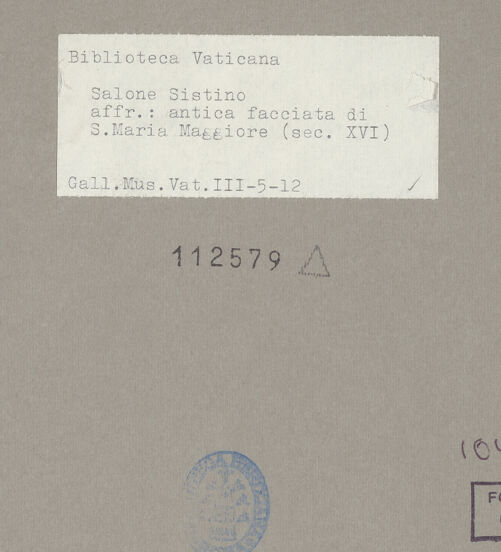 Biblioteca Vaticana
Salone Sistino
affr.: antica facciata di
S.Maria Maggiore (sec. XVI)
Gall.Mus.Vat.III-5-12
112579